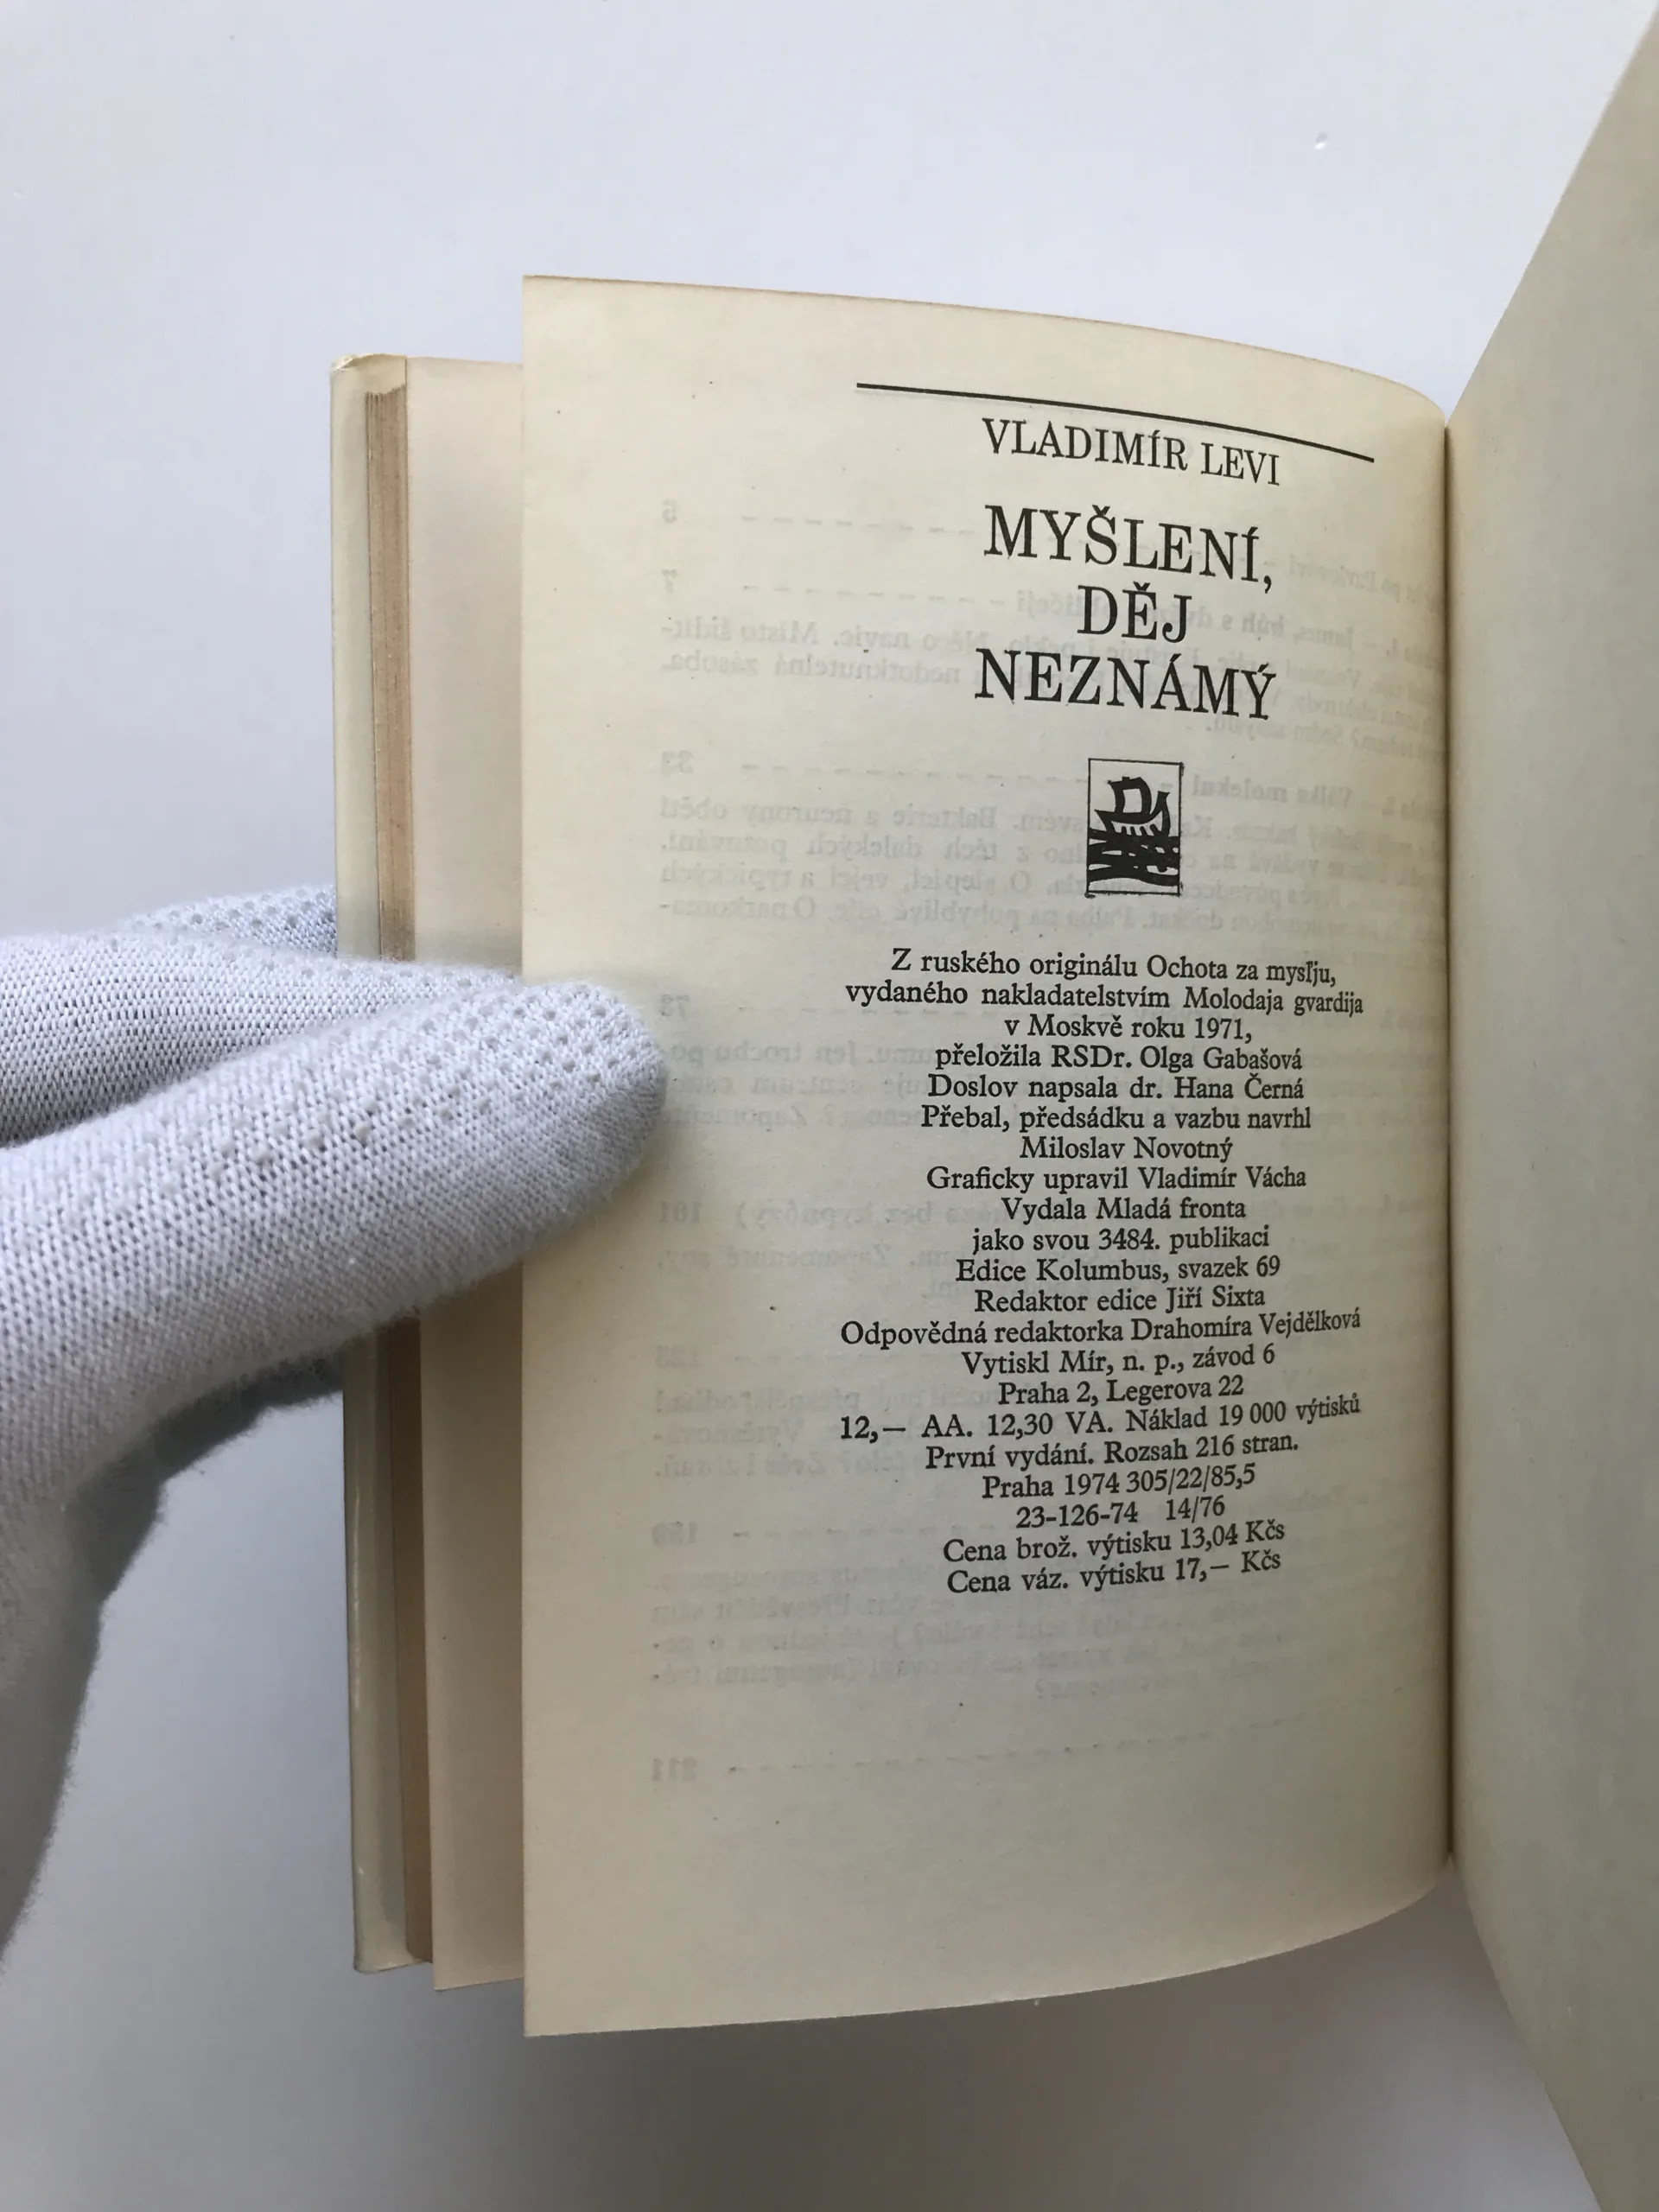 VLADIMÍR LEVI
MYŠLENÍ,
DĚJ
NEZNÁMÝ
Z ruského originálu Ochota za mysľju,
vydaného nakladatelstvím Molodaja gvardija
v Moskvě roku 1971,
přeložila RSDr. Olga Gabašová
Doslov napsala dr. Hana Černá
Přebal, předsádku a vazbu navrhl
Miloslav Novotný
Graficky upravil Vladimír Vácha
Vydala Mladá fronta
jako svou 3484. publikaci
Edice Kolumbus, svazek 69
Redaktor edice Jiří Sixta
Odpovědná redaktorka Drahomíra Vejdělková
Vytiskl Mír, n. p., závod 6
Praha 2, Legerova 22
12,— AA. 12,30 VA. Náklad 19 000 výtisků
První vydání. Rozsah 216 stran.
Praha 1974 305/22/85,5
23-126-74 14/76
Cena brož. výtisku 13,04 Kčs
Cena váz. výtisku 17,— Kčs